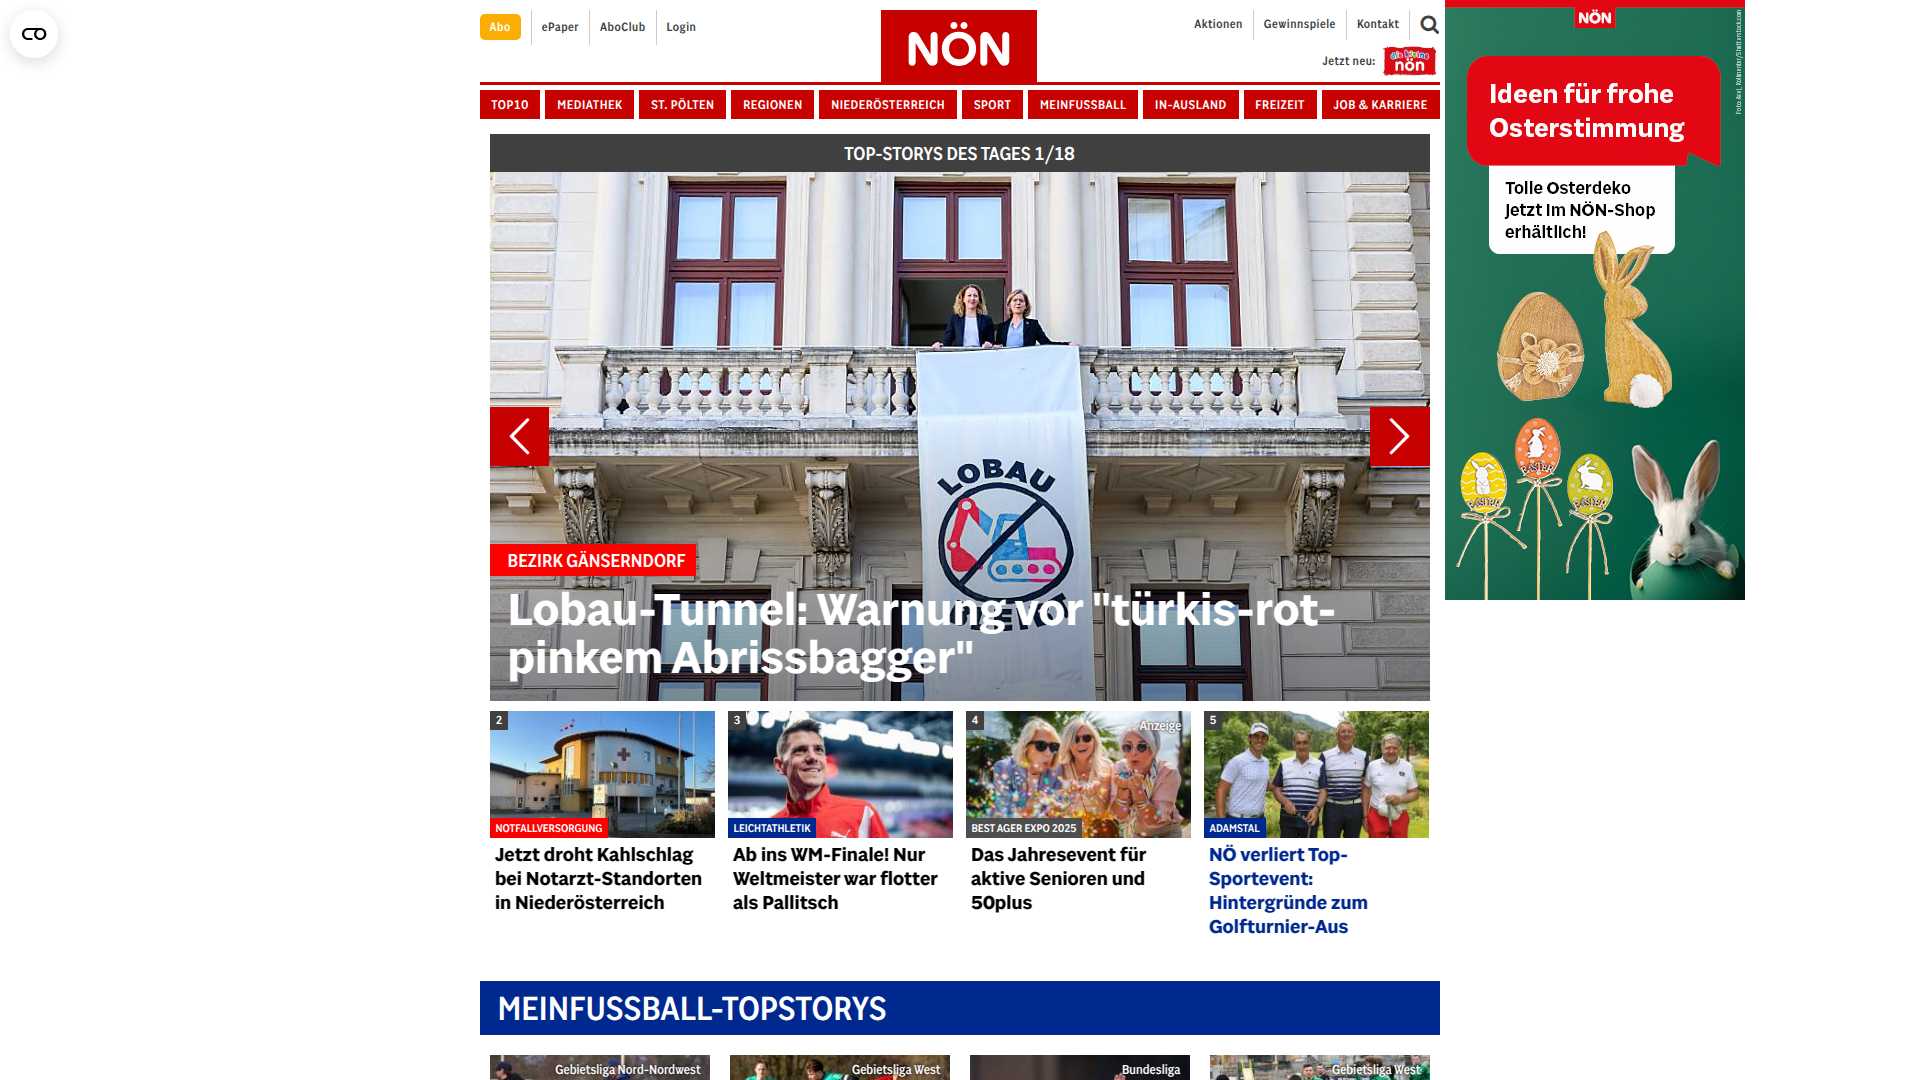 Abo
ePaper
AboClub
Login
NÖN
Aktionen
Gewinnspiele
Kontakt
Jetzt neu:
die kleine
nön
TOP10
MEDIATHEK
ST. PÖLTEN
REGIONEN
NIEDERÖSTERREICH
SPORT
MEINFUSSBALL
IN-AUSLAND
FREIZEIT
JOB & KARRIERE
TOP-STORYS DES TAGES 1/18
LOBAU
BEZIRK GÄNSERNDORF
Lobau-Tunnel: Warnung vor "türkis-rot-
pinkem Abrissbagger"
2
NOTFALLVERSORGUNG
Jetzt droht Kahlschlag
bei Notarzt-Standorten
in Niederösterreich
3
LEICHTATHLETIK
Ab ins WM-Finale! Nur
Weltmeister war flotter
als Pallitsch
4
Anzeige
BEST AGER EXPO 2025
Das Jahresevent für
aktive Senioren und
50plus
5
ADAMSTAL
NÖ verliert Top-
Sportevent:
Hintergründe zum
Golfturnier-Aus
MEINFUSSBALL-TOPSTORYS
Gebietsliga Nord-Nordwest
Gebietsliga West
Bundesliga
Gebietsliga West
NÖN
Ideen für frohe
Osterstimmung
Tolle Osterdeko
jetzt im NÖN-Shop
erhältlich!
EASTER
EASTER
EASTER